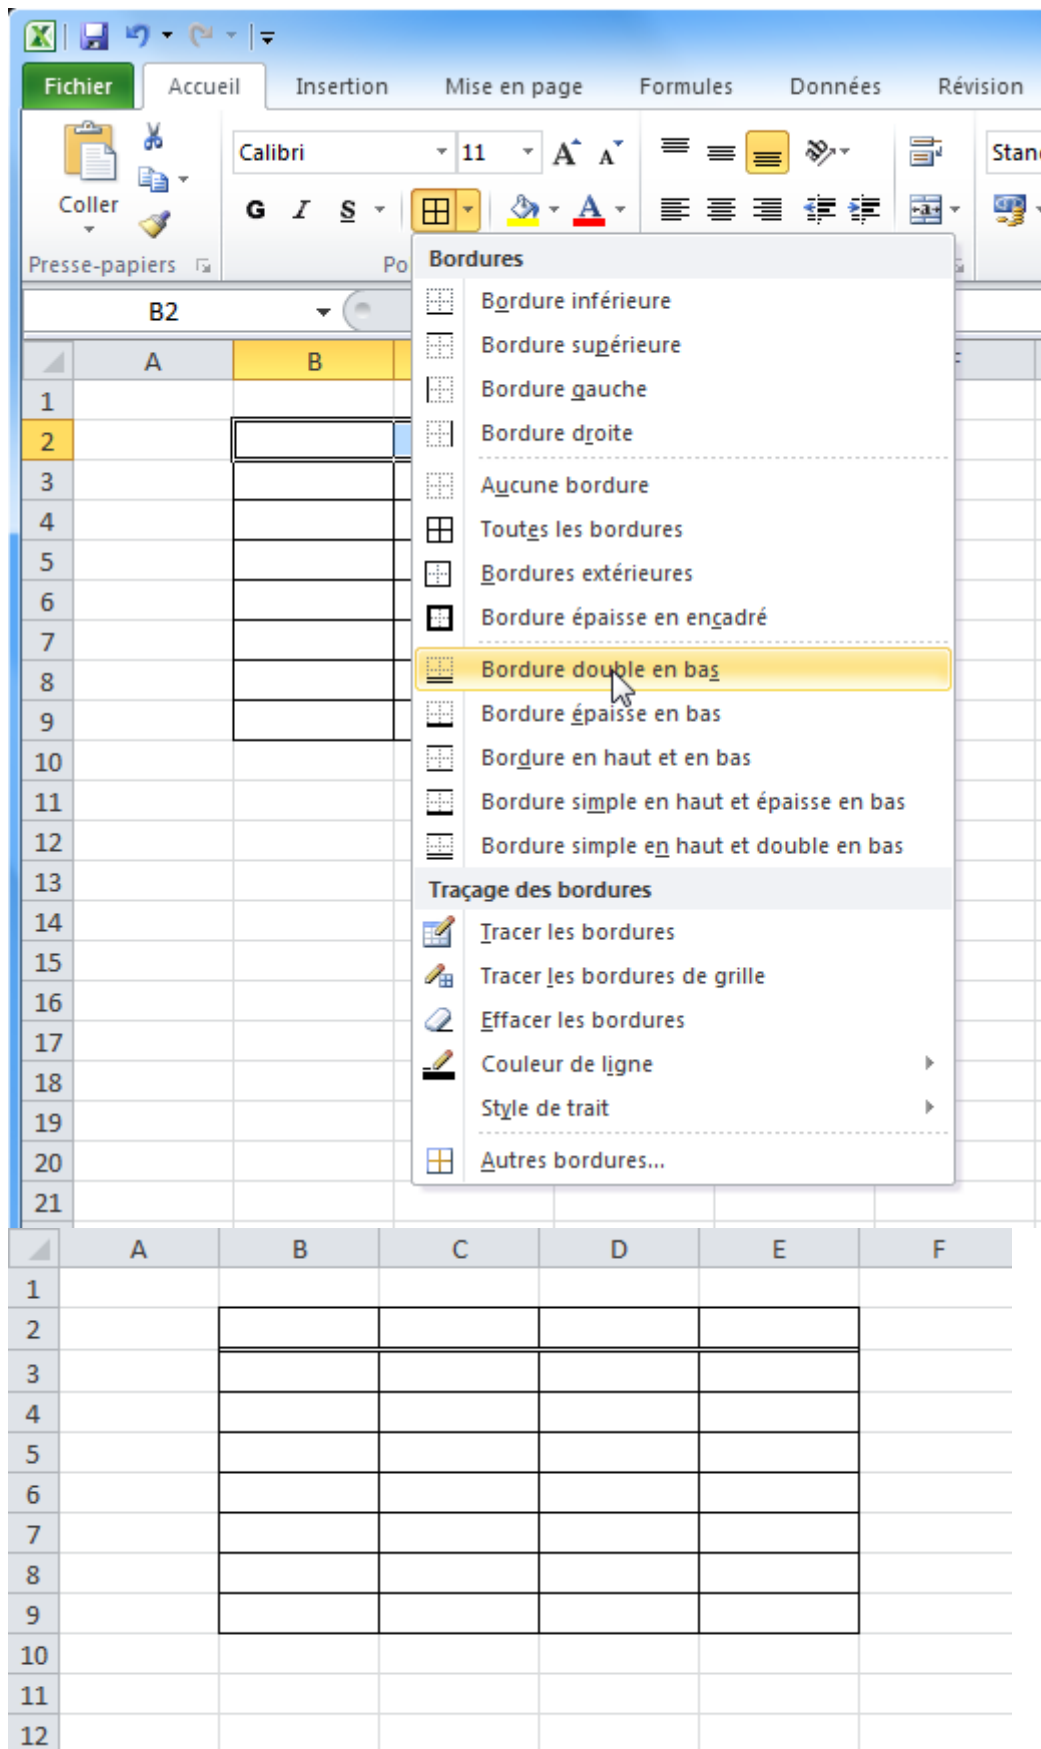 Fichier Accueil Insertion Mise en page Formules Données Révision
Calibri 11 A A
Coller G I S A
Presse-papiers
B2
Bordures
Bordure inférieure
Bordure supérieure
Bordure gauche
Bordure droite
Aucune bordure
Toutes les bordures
Bordures extérieures
Bordure épaisse en encadré
Bordure double en bas
Bordure épaisse en bas
Bordure en haut et en bas
Bordure simple en haut et épaisse en bas
Bordure simple en haut et double en bas
Traçage des bordures
Tracer les bordures
Tracer les bordures de grille
Effacer les bordures
Couleur de ligne
Style de trait
Autres bordures...
A B
1
2
3
4
5
6
7
8
9
10
11
12
13
14
15
16
17
18
19
20
21
A B C D E F
1
2
3
4
5
6
7
8
9
10
11
12